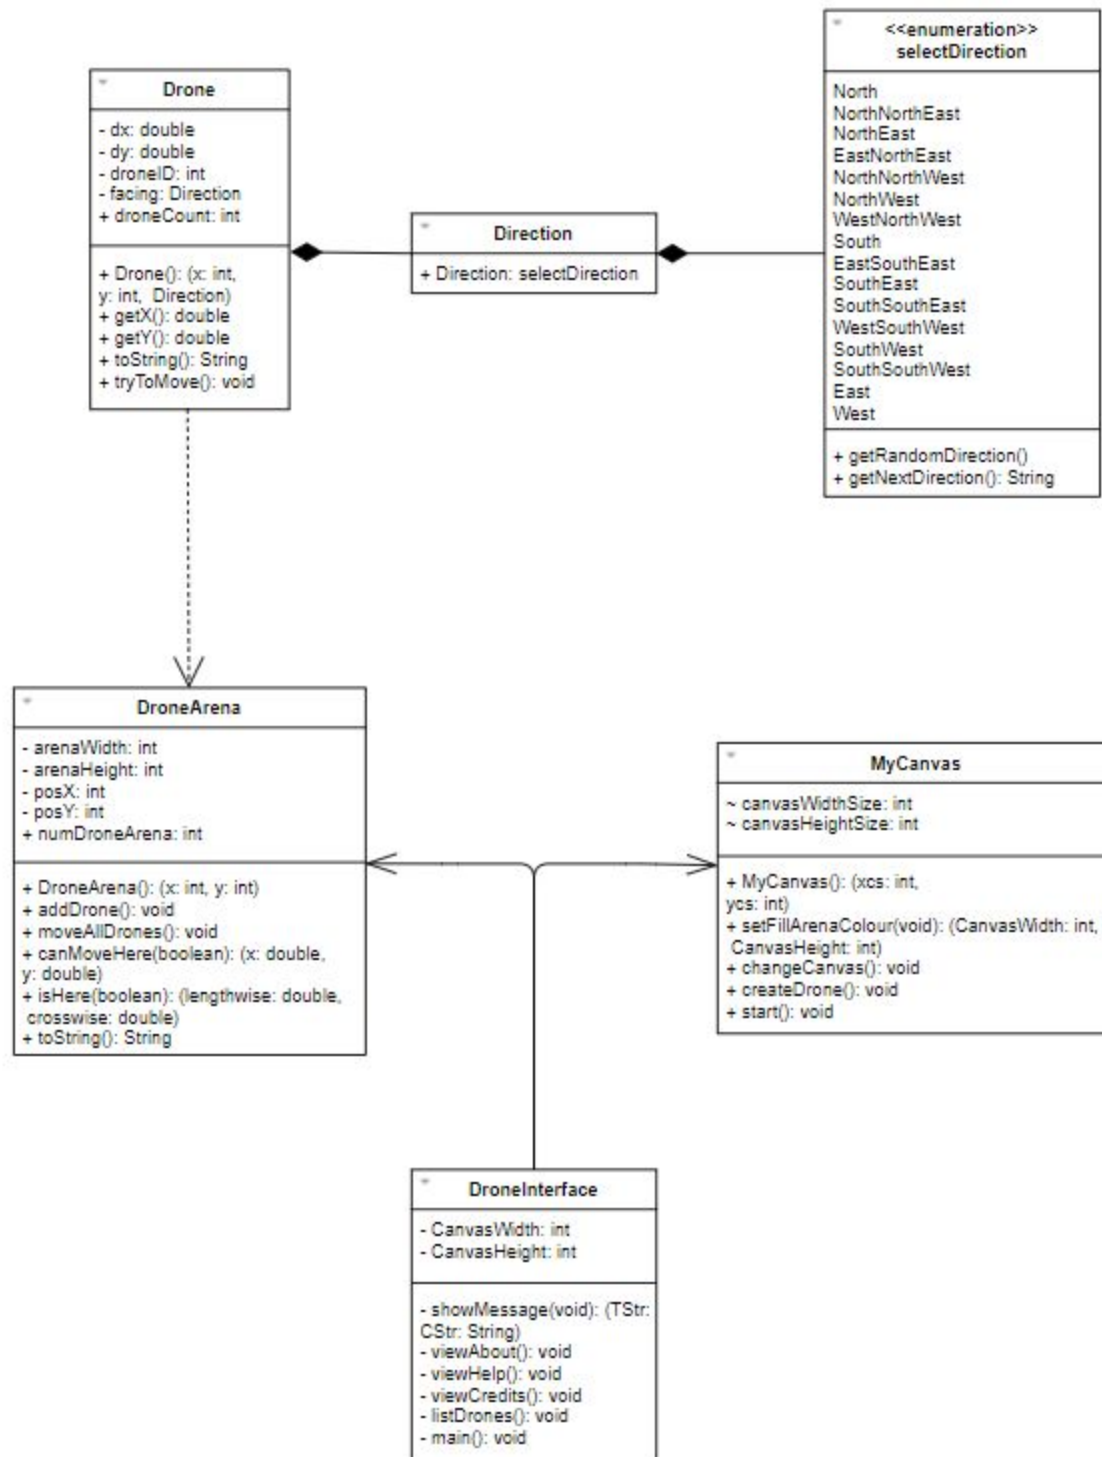 Drone
- dx: double
- dy: double
- droneID: int
- facing: Direction
+ droneCount: int
+ Drone(): (x: int,
y: int,  Direction)
+ getX(): double
+ getY(): double
+ toString(): String
+ tryToMove(): void
Direction
+ Direction: selectDirection
<<enumeration>>
selectDirection
North
NorthNorthEast
NorthEast
EastNorthEast
NorthNorthWest
NorthWest
WestNorthWest
South
EastSouthEast
SouthEast
SouthSouthEast
WestSouthWest
SouthWest
SouthSouthWest
East
West
+ getRandomDirection()
+ getNextDirection(): String
DroneArena
- arenaWidth: int
- arenaHeight: int
- posX: int
- posY: int
+ numDroneArena: int
+ DroneArena(): (x: int, y: int)
+ addDrone(): void
+ moveAllDrones(): void
+ canMoveHere(boolean): (x: double,
y: double)
+ isHere(boolean): (lengthwise: double,
crosswise: double)
+ toString(): String
MyCanvas
~ canvasWidthSize: int
~ canvasHeightSize: int
+ MyCanvas(): (xcs: int,
ycs: int)
+ setFillArenaColour(void): (CanvasWidth: int,
CanvasHeight: int)
+ changeCanvas(): void
+ createDrone(): void
+ start(): void
DroneInterface
- CanvasWidth: int
- CanvasHeight: int
- showMessage(void): (TStr:
CStr: String)
- viewAbout(): void
- viewHelp(): void
- viewCredits(): void
- listDrones(): void
- main(): void